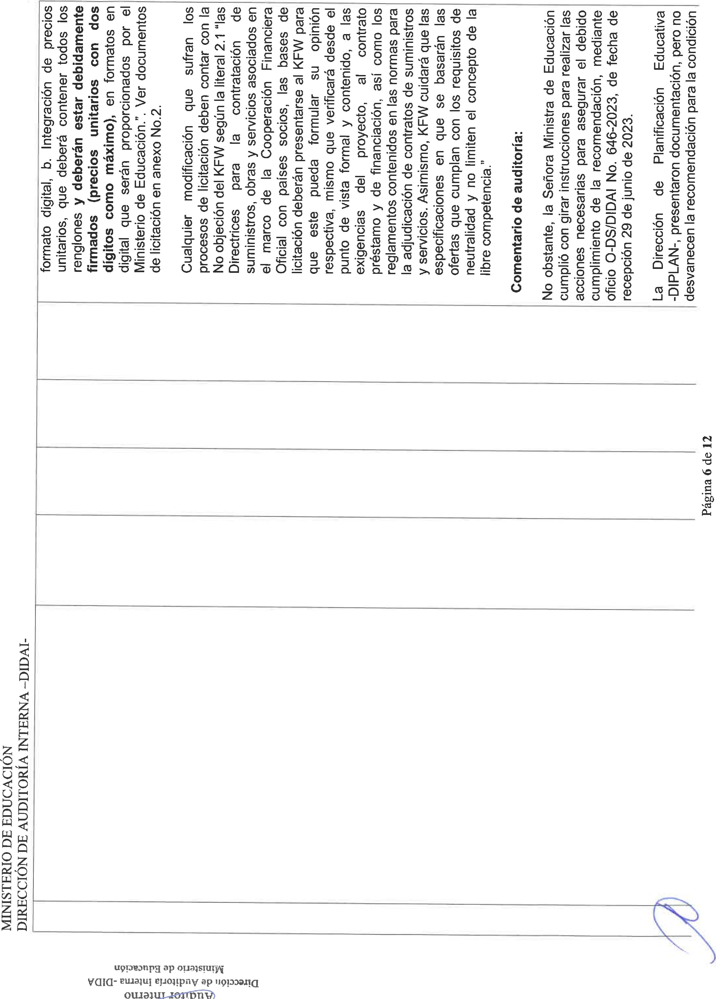 MINISTERIO DE EDUCACIÓN
DIRECCIÓN DE AUDITORÍA INTERNA –DIDAI-
formato digital, b. Integración de precios
unitarios, que deberá contener todos los
renglones y deberán estar debidamente
firmados (precios unitarios con dos
dígitos como máximo), en formatos en
digital que serán proporcionados por el
Ministerio de Educación.”. Ver documentos
de licitación en anexo No.2.
Cualquier modificación que sufran los
procesos de licitación deben contar con la
No objeción del KFW según la literal 2.1 “las
Directrices para la contratación de
suministros, obras y servicios asociados en
el marco de la Cooperación Financiera
Oficial con países socios, las bases de
licitación deberán presentarse al KFW para
que este pueda formular su opinión
respectiva, mismo que verificará desde el
punto de vista formal y contenido, a las
exigencias del proyecto, al contrato
préstamo y de financiación, así como los
reglamentos contenidos en las normas para
la adjudicación de contratos de suministros
y servicios. Asimismo, KFW cuidará que las
especificaciones en que se basarán las
ofertas que cumplan con los requisitos de
neutralidad y no limiten el concepto de la
libre competencia.”
Comentario de auditoría:
No obstante, la Señora Ministra de Educación
cumplió con girar instrucciones para realizar las
acciones necesarias para asegurar el debido
cumplimiento de la recomendación, mediante
oficio O-DS/DIDAI No. 646-2023, de fecha de
recepción 29 de junio de 2023.
La Dirección de Planificación Educativa
-DIPLAN-, presentaron documentación, pero no
desvanecen la recomendación para la condición
Página 6 de 12
Auditor Interno
Dirección de Auditoría Interna -DIDA
Ministerio de Educación